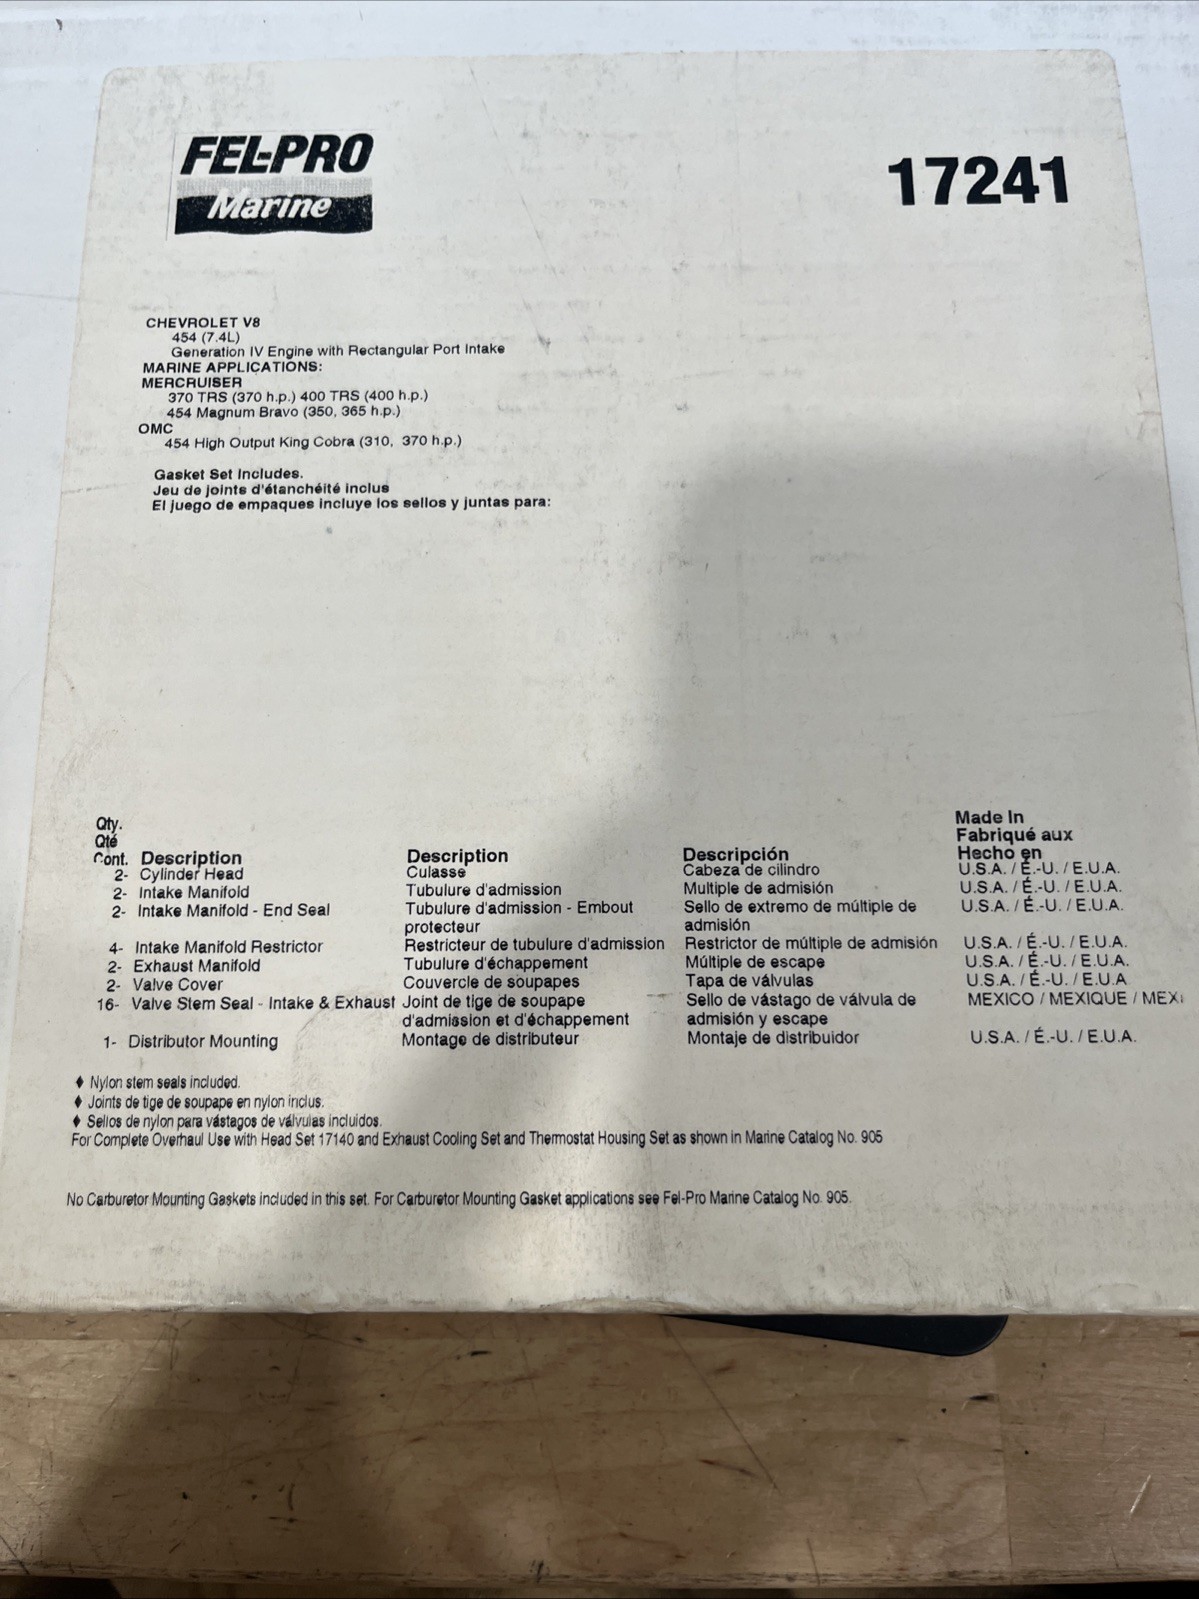 FEL-PRO
Marine
17241
CHEVROLET V8
454 (7.4L)
Generation IV Engine with Rectangular Port Intake
MARINE APPLICATIONS:
MERCRUISER
370 TRS (370 h.p.) 400 TRS (400 h.p.)
454 Magnum Bravo (350, 365 h.p.)
OMC
454 High Output King Cobra (310, 370 h.p.)
Gasket Set Includes.
Jeu de joints d'étanchéité inclus
El juego de empaques incluye los sellos y juntas para:
Qty.
Qté
Cont. Description Description Descripción
Made In
Fabriqué aux
Hecho en
2- Cylinder Head Culasse Cabeza de cilindro U.S.A. / É.-U. / E.U.A.
2- Intake Manifold Tubulure d'admission Multiple de admisión U.S.A. / É.-U. / E.U.A.
2- Intake Manifold - End Seal Tubulure d'admission - Embout Sello de extremo de múltiple de U.S.A. / É.-U. / E.U.A.
protecteur admisión
4- Intake Manifold Restrictor Restricteur de tubulure d'admission Restrictor de múltiple de admisión U.S.A. / É.-U. / E.U.A.
2- Exhaust Manifold Tubulure d'échappement Múltiple de escape U.S.A. / É.-U. / E.U.A.
2- Valve Cover Couvercle de soupapes Tapa de válvulas U.S.A. / É.-U. / E.U.A
16- Valve Stem Seal - Intake & Exhaust Joint de tige de soupape Sello de vástago de válvula de MEXICO / MEXIQUE / MEX
d'admission et d'échappement admisión y escape
1- Distributor Mounting Montage de distributeur Montaje de distribuidor U.S.A. / É.-U. / E.U.A.
♦ Nylon stem seals included.
♦ Joints de tige de soupape en nylon inclus.
♦ Sellos de nylon para vástagos de válvulas incluidos.
For Complete Overhaul Use with Head Set 17140 and Exhaust Cooling Set and Thermostat Housing Set as shown in Marine Catalog No. 905
No Carburetor Mounting Gaskets included in this set. For Carburetor Mounting Gasket applications see Fel-Pro Marine Catalog No. 905.